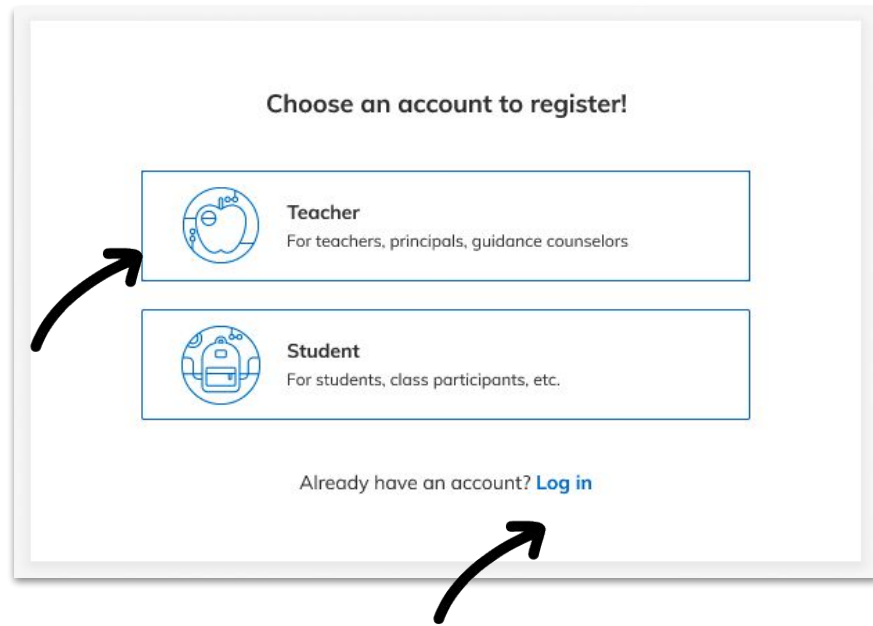 Choose an account to register!
Teacher
For teachers, principals, guidance counselors
Student
For students, class participants, etc.
Already have an account? Log in